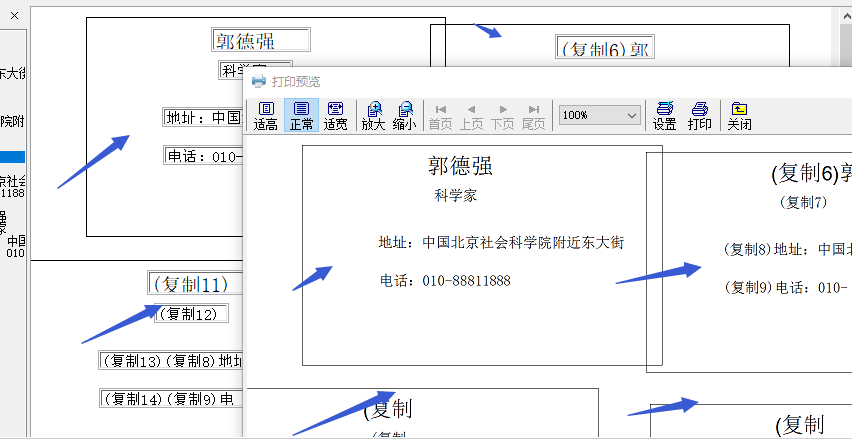 郭德强
(复制6)郭
科学家
打印预览
东大街
适高 正常 适宽 放大 缩小 首页 上页 下页 尾页 100% 设置 打印 关闭
院附
地址：中国
电话：010-
京社会
1188
强
家
中国
010
郭德强
科学家
地址：中国北京社会科学院附近东大街
电话：010-88811888
(复制6)郭
(复制7)
(复制8)地址：中国北
(复制9)电话：010-
(复制11)
(复制12)
(复制13)(复制8)地址
(复制14)(复制9)电
(复制
(复制
(复制